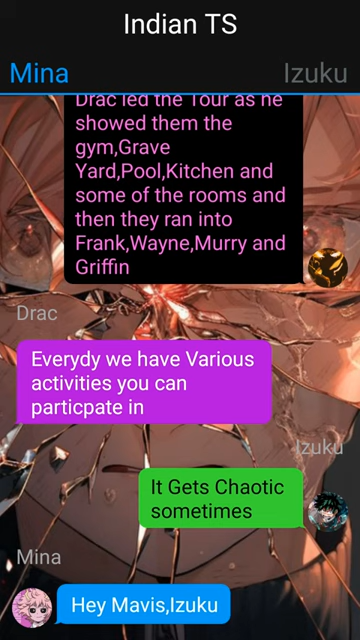 Indian TS
Mina
Izuku
Drac led the Tour as he
showed them the
gym,Grave
Yard,Pool,Kitchen and
some of the rooms and
then they ran into
Frank,Wayne,Murry and
Griffin
Drac
Everydy we have Various
activities you can
particpate in
Izuku
It Gets Chaotic
sometimes
Mina
Hey Mavis,Izuku